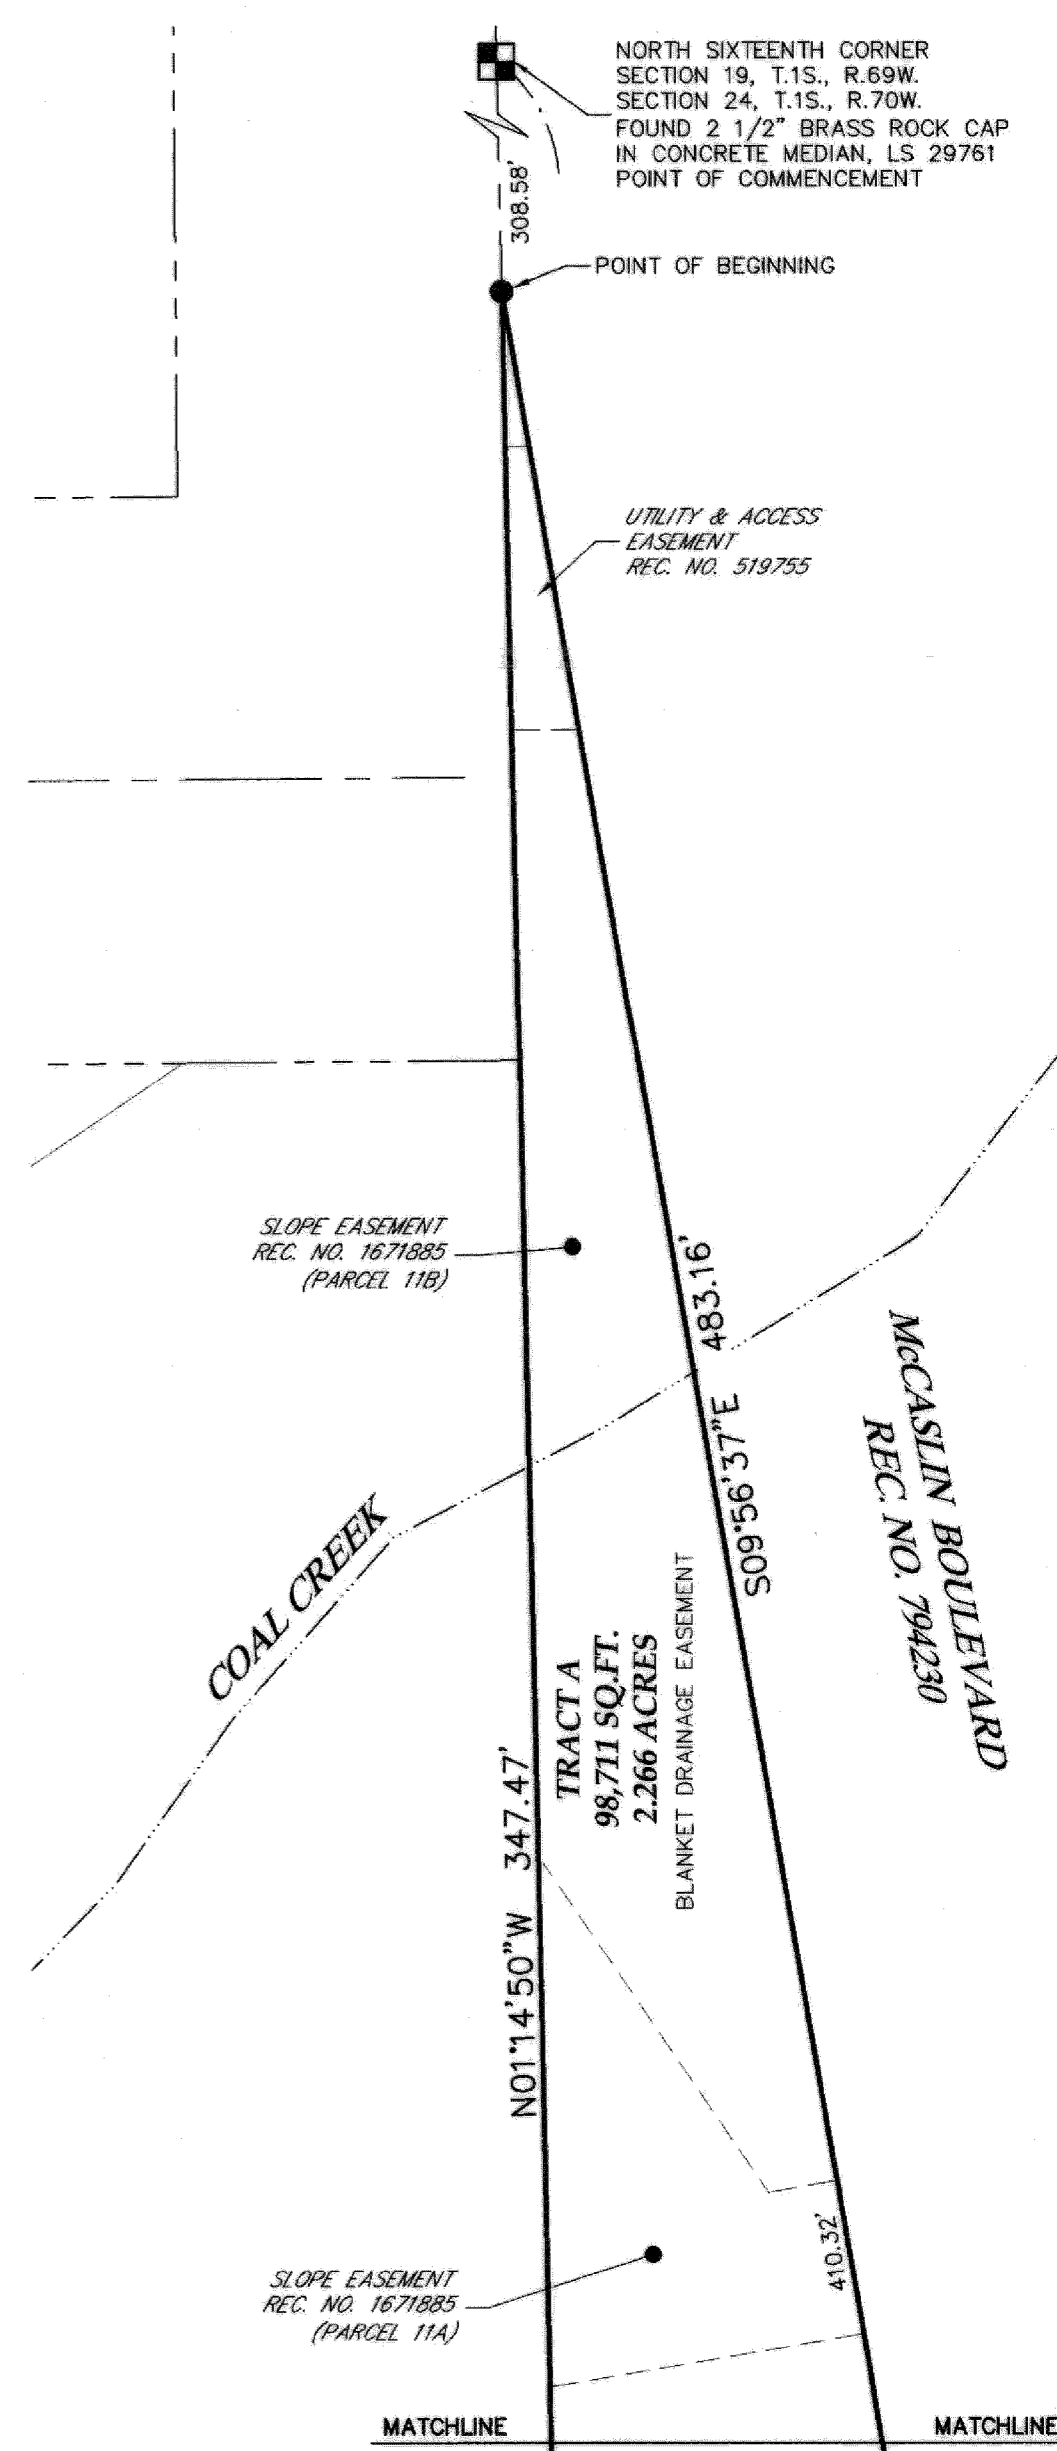 NORTH SIXTEENTH CORNER
SECTION 19, T.1S., R.69W.
SECTION 24, T.1S., R.70W.
FOUND 2 1/2" BRASS ROCK CAP
IN CONCRETE MEDIAN, LS 29761
POINT OF COMMENCEMENT
308.58'
POINT OF BEGINNING
UTILITY & ACCESS
EASEMENT
REC. NO. 519755
SLOPE EASEMENT
REC. NO. 1671885
(PARCEL 11B)
S09°56'37"E 483.16'
McCASLIN BOULEVARD
REC. NO. 794230
COAL CREEK
TRACT A
98,711 SQ.FT.
2.266 ACRES
BLANKET DRAINAGE EASEMENT
N01°14'50"W 347.47'
410.32'
SLOPE EASEMENT
REC. NO. 1671885
(PARCEL 11A)
MATCHLINE
MATCHLINE